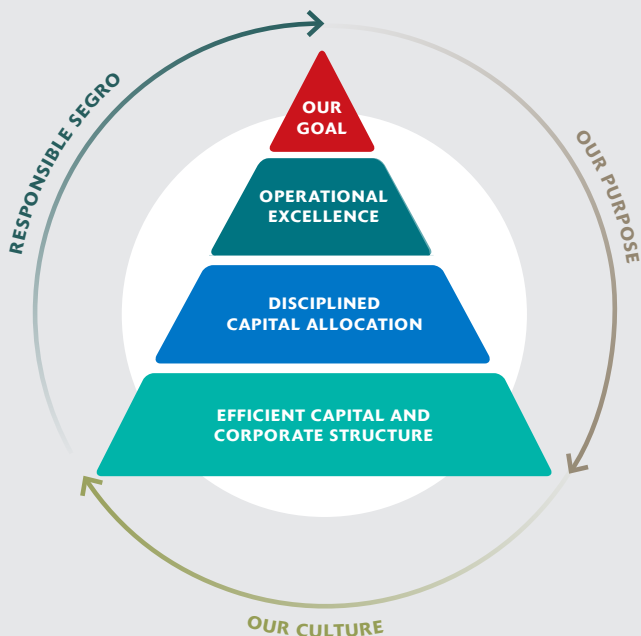 RESPONSIBLE SEGRO
OUR PURPOSE
OUR
GOAL
OPERATIONAL
EXCELLENCE
DISCIPLINED
CAPITAL ALLOCATION
EFFICIENT CAPITAL AND
CORPORATE STRUCTURE
OUR CULTURE